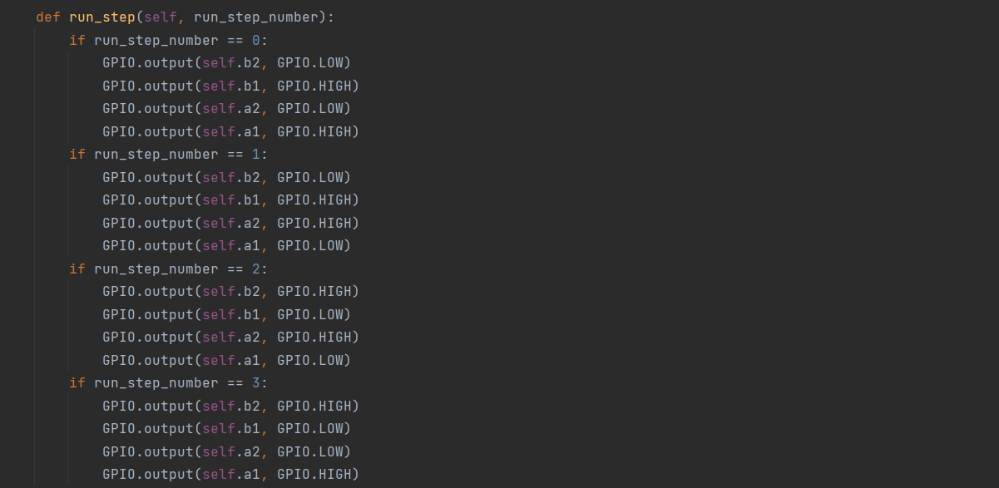 def run_step(self, run_step_number):
    if run_step_number == 0:
        GPIO.output(self.b2, GPIO.LOW)
        GPIO.output(self.b1, GPIO.HIGH)
        GPIO.output(self.a2, GPIO.LOW)
        GPIO.output(self.a1, GPIO.HIGH)
    if run_step_number == 1:
        GPIO.output(self.b2, GPIO.LOW)
        GPIO.output(self.b1, GPIO.HIGH)
        GPIO.output(self.a2, GPIO.HIGH)
        GPIO.output(self.a1, GPIO.LOW)
    if run_step_number == 2:
        GPIO.output(self.b2, GPIO.HIGH)
        GPIO.output(self.b1, GPIO.LOW)
        GPIO.output(self.a2, GPIO.HIGH)
        GPIO.output(self.a1, GPIO.LOW)
    if run_step_number == 3:
        GPIO.output(self.b2, GPIO.HIGH)
        GPIO.output(self.b1, GPIO.LOW)
        GPIO.output(self.a2, GPIO.LOW)
        GPIO.output(self.a1, GPIO.HIGH)